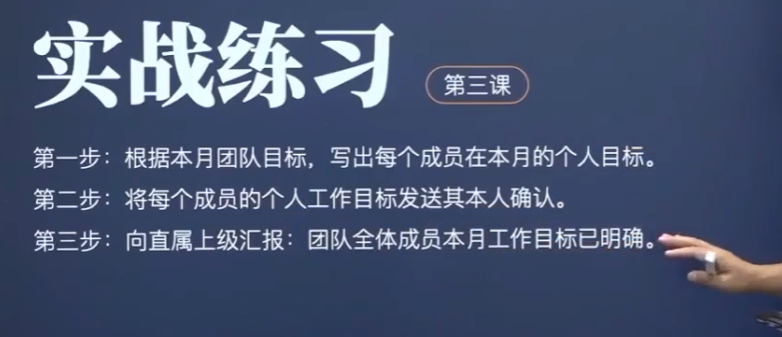 实战练习
第三课
第一步：根据本月团队目标，写出每个成员在本月的个人目标。
第二步：将每个成员的个人工作目标发送其本人确认。
第三步：向直属上级汇报：团队全体成员本月工作目标已明确。